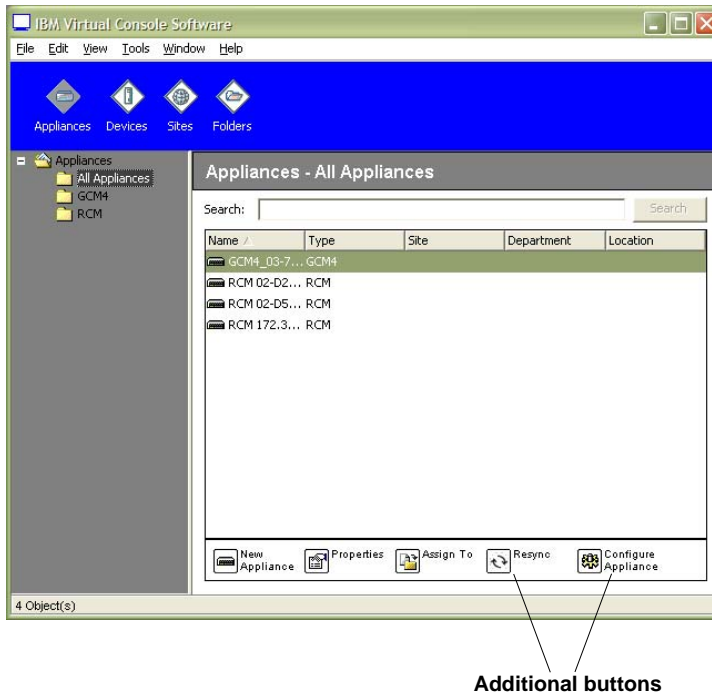 IBM Virtual Console Software
File Edit View Tools Window Help
Appliances Devices Sites Folders
Appliances
All Appliances
GCM4
RCM
Appliances - All Appliances
Search: Search
Name Type Site Department Location
GCM4_03-7... GCM4
RCM 02-D2... RCM
RCM 02-D5... RCM
RCM 172.3... RCM
New Appliance Properties Assign To Resync Configure Appliance
4 Object(s)
Additional buttons